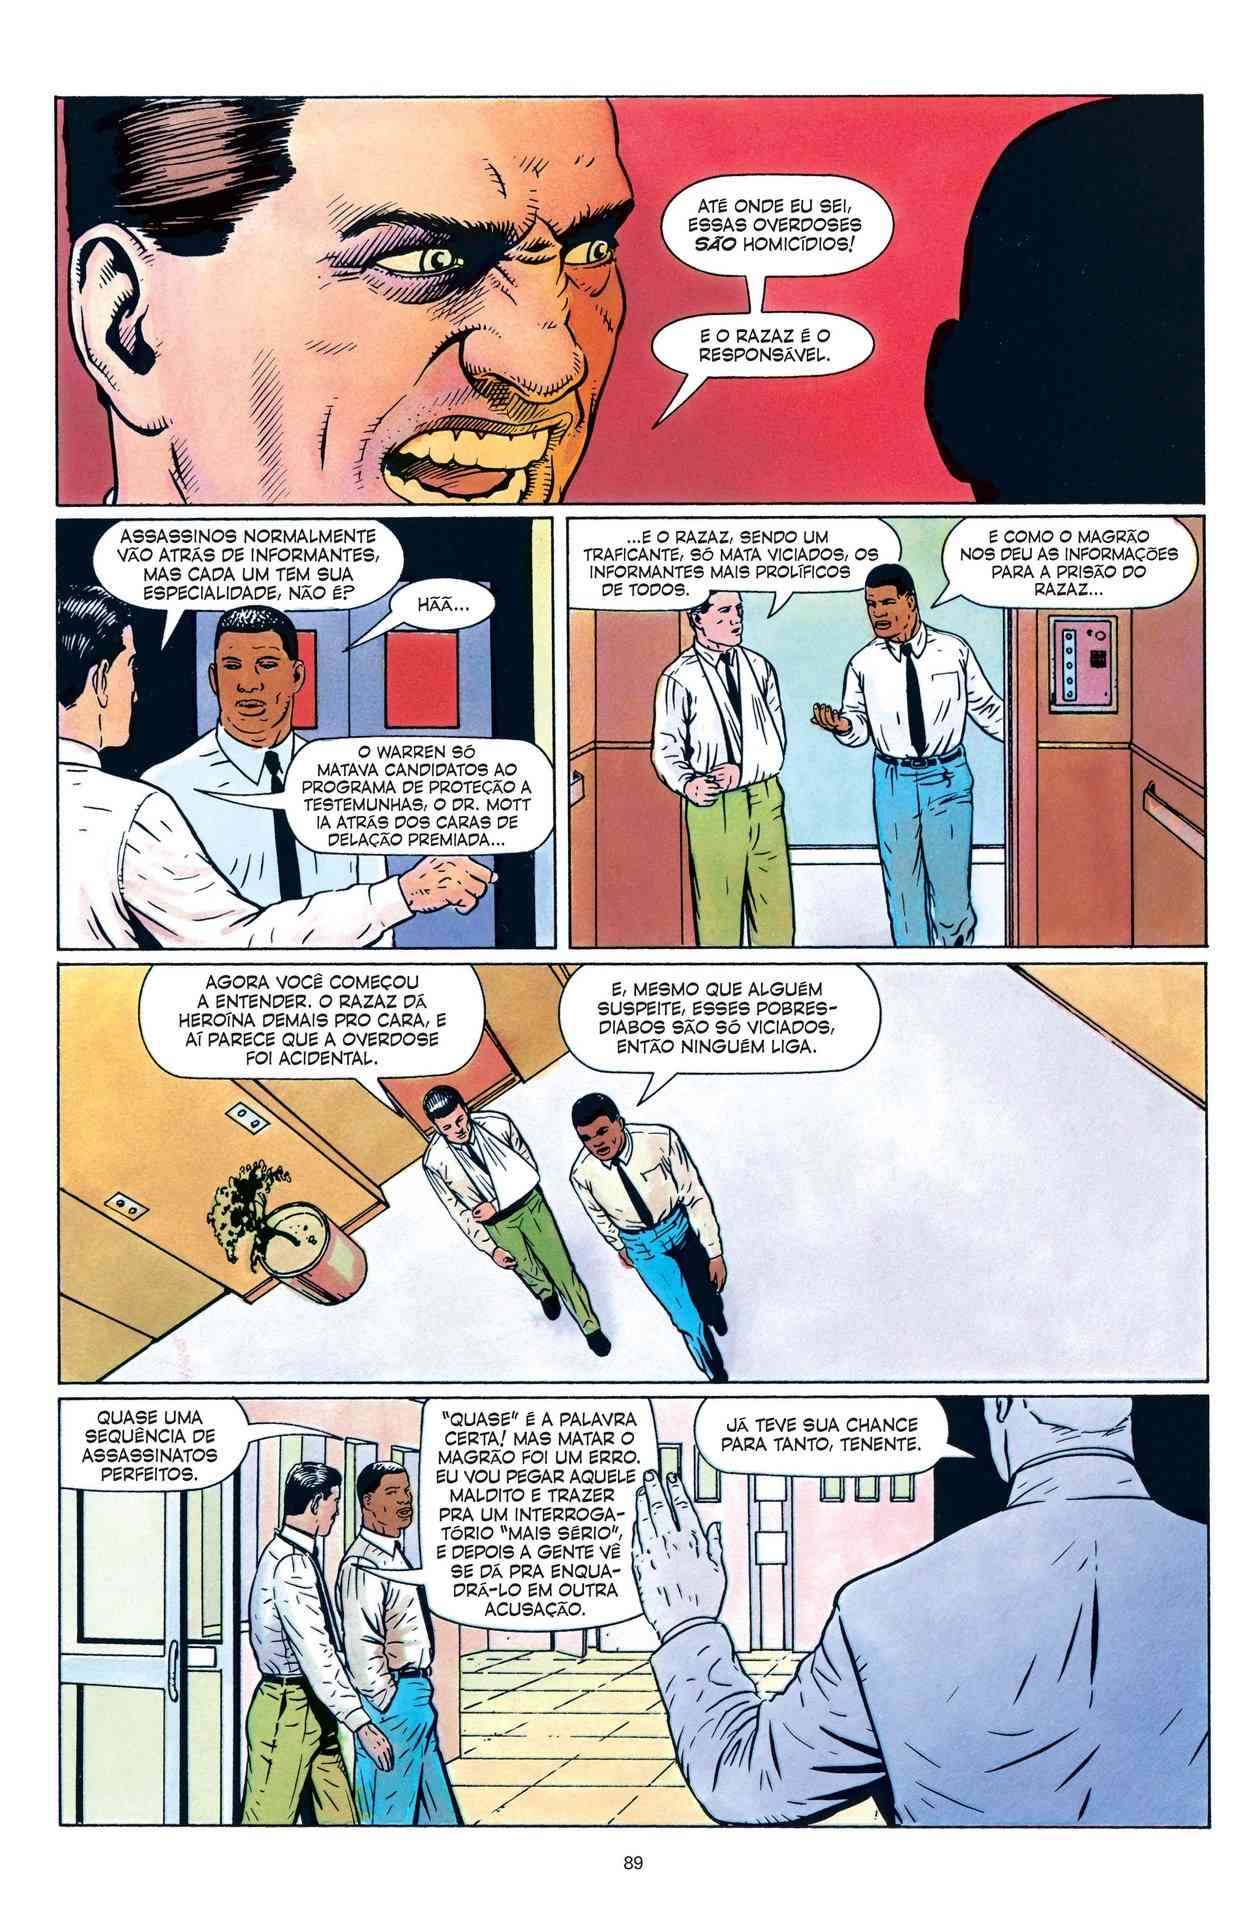 ATÉ ONDE EU SEI,
ESSAS OVERDOSES
SÃO HOMICÍDIOS!
E O RAZAZ É O
RESPONSÁVEL.
ASSASSINOS NORMALMENTE
VÃO ATRÁS DE INFORMANTES,
MAS CADA UM TEM SUA
ESPECIALIDADE, NÃO É?
HÃÃ...
O WARREN SÓ
MATAVA CANDIDATOS AO
PROGRAMA DE PROTEÇÃO A
TESTEMUNHAS, O DR. MOTT
IA ATRÁS DOS CARAS DE
DELAÇÃO PREMIADA...
...E O RAZAZ, SENDO UM
TRAFICANTE, SÓ MATA VICIADOS, OS
INFORMANTES MAIS PROLÍFICOS
DE TODOS.
E COMO O MAGRÃO
NOS DEU AS INFORMAÇÕES
PARA A PRISÃO DO
RAZAZ...
AGORA VOCÊ COMEÇOU
A ENTENDER. O RAZAZ DÁ
HEROÍNA DEMAIS PRO CARA, E
AÍ PARECE QUE A OVERDOSE
FOI ACIDENTAL.
E, MESMO QUE ALGUÉM
SUSPEITE, ESSES POBRES-
DIABOS SÃO SÓ VICIADOS,
ENTÃO NINGUÉM LIGA.
QUASE UMA
SEQUÊNCIA DE
ASSASSINATOS
PERFEITOS.
"QUASE" É A PALAVRA
CERTA! MAS MATAR O
MAGRÃO FOI UM ERRO.
EU VOU PEGAR AQUELE
MALDITO E TRAZER
PRA UM INTERROGA-
TÓRIO "MAIS SÉRIO",
E DEPOIS A GENTE VÊ
SE DÁ PRA ENQUA-
DRÁ-LO EM OUTRA
ACUSAÇÃO.
JÁ TEVE SUA CHANCE
PARA TANTO, TENENTE.
89